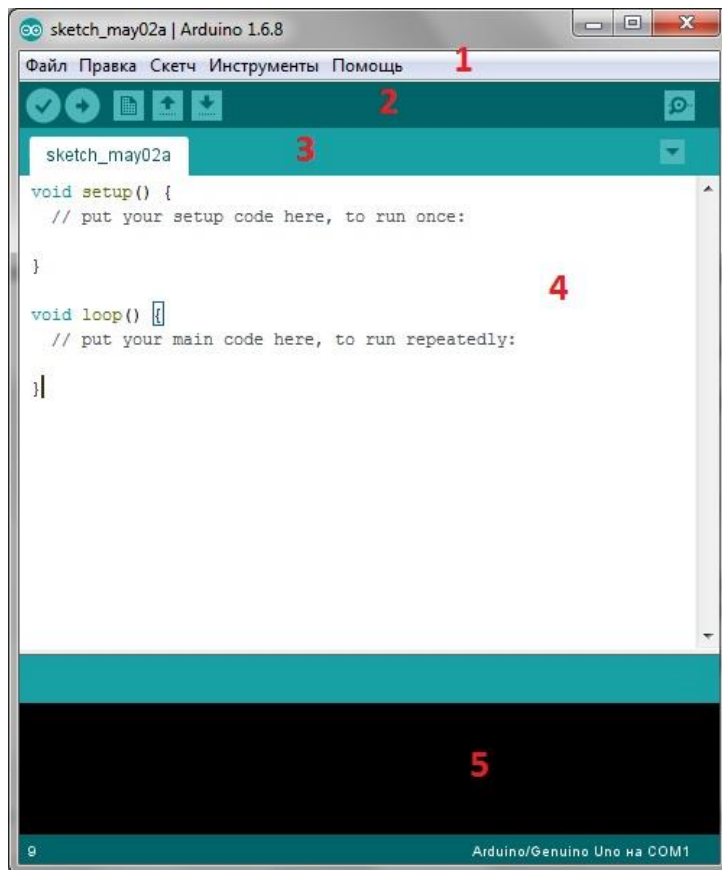 sketch_may02a | Arduino 1.6.8
Файл Правка Скетч Инструменты Помощь 1
2
sketch_may02a 3
void setup() {
// put your setup code here, to run once:
}
4
void loop() {
// put your main code here, to run repeatedly:
}
5
9 Arduino/Genuino Uno на COM1